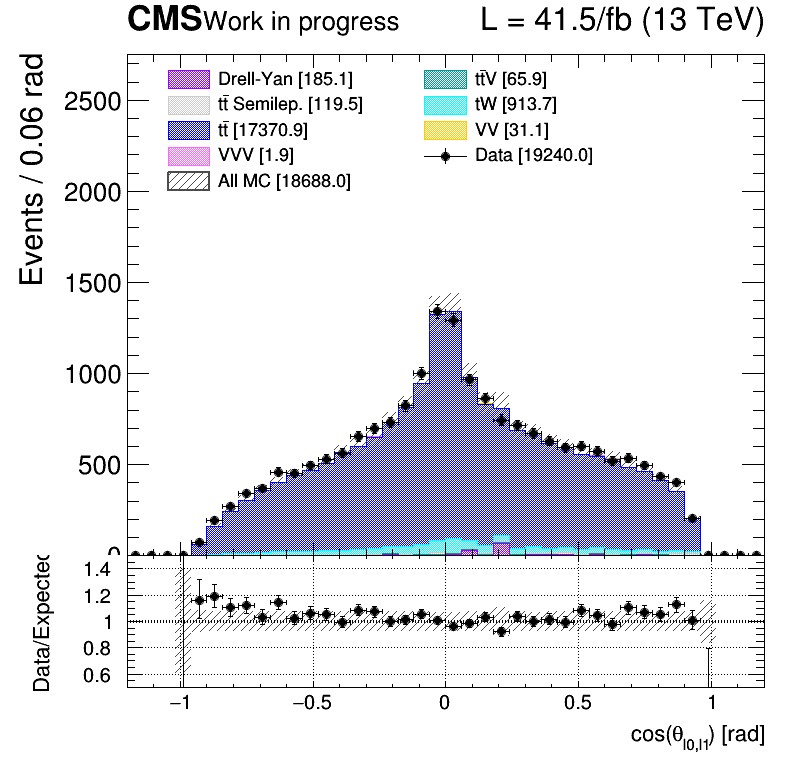 CMS Work in progress L = 41.5/fb (13 TeV)
Events / 0.06 rad
Drell-Yan [185.1]
tt̄ Semilep. [119.5]
tt̄ [17370.9]
VVV [1.9]
All MC [18688.0]
tt̄V [65.9]
tW [913.7]
VV [31.1]
Data [19240.0]
2500
2000
1500
1000
500
0
Data/Expected
1.4
1.2
1
0.8
0.6
−1 −0.5 0 0.5 1
cos(θ_{l0,l1}) [rad]